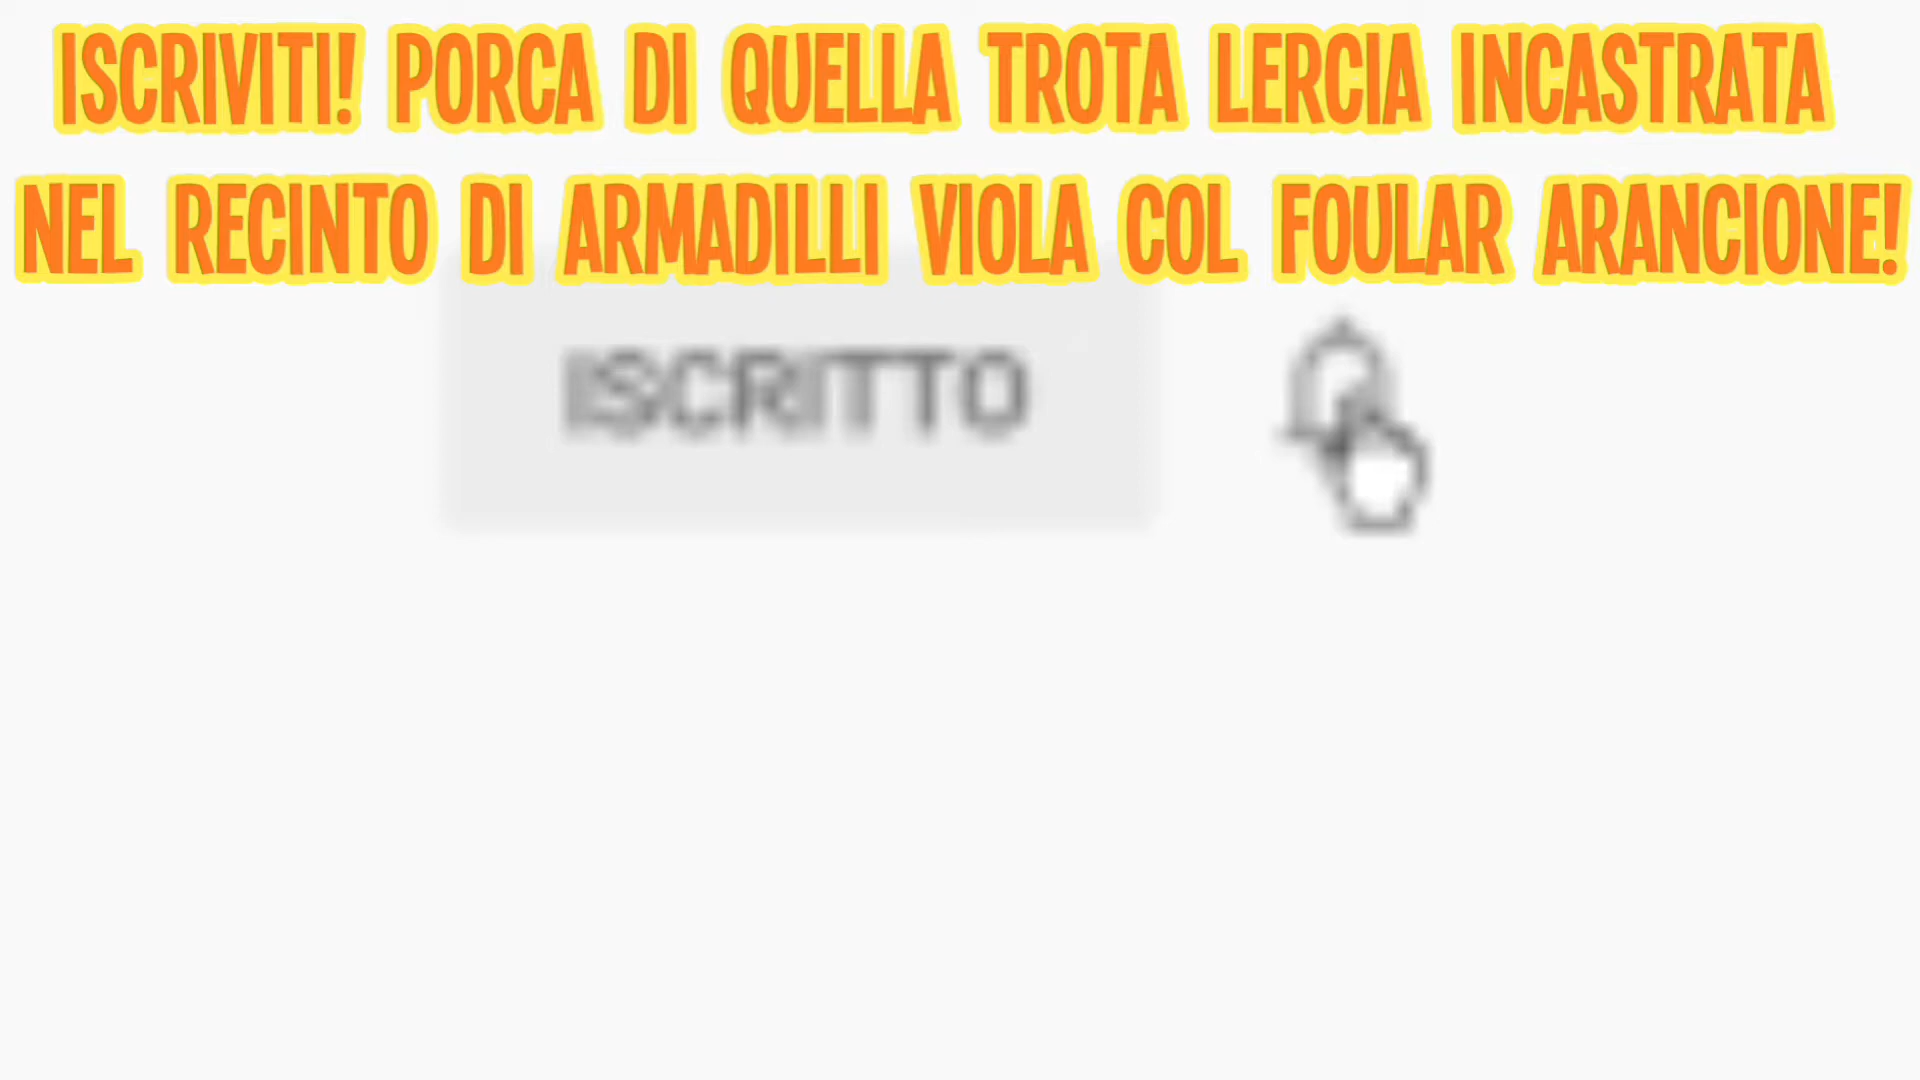 ISCRIVITI! PORCA DI QUELLA TROTA LERCIA INCASTRATA
NEL RECINTO DI ARMADILLI VIOLA COL FOULAR ARANCIONE!
ISCRITTO